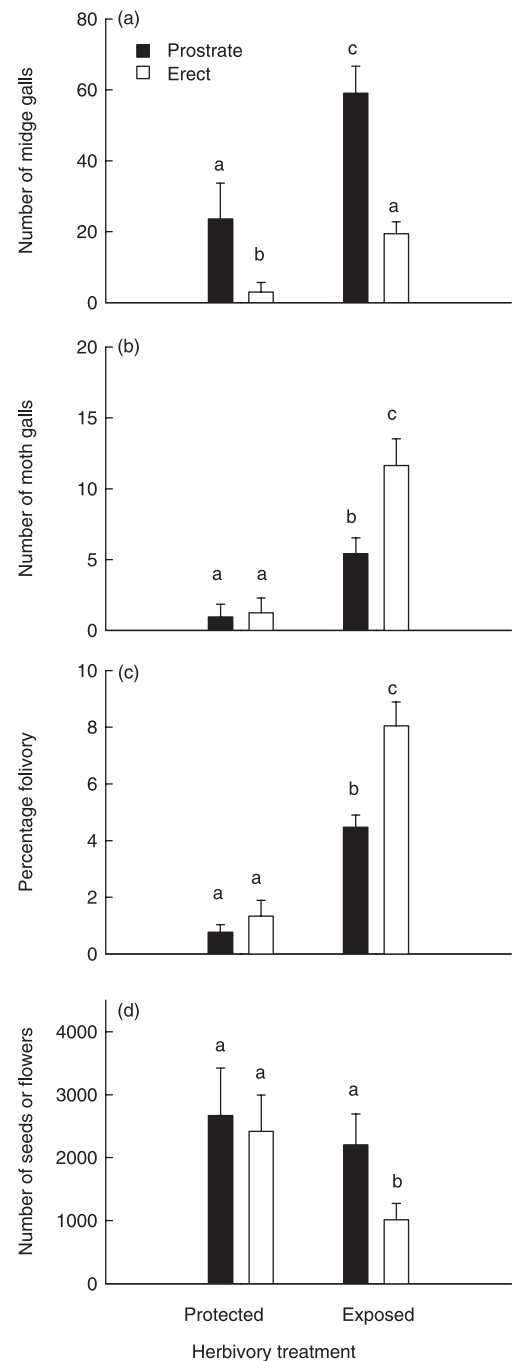 (a)
Prostrate
Erect
Number of midge galls
80
60
40
20
0
a
b
c
a
(b)
Number of moth galls
20
15
10
5
0
a
a
b
c
(c)
Percentage folivory
10
8
6
4
2
0
a
a
b
c
(d)
Number of seeds or flowers
4000
3000
2000
1000
0
a
a
a
b
Protected
Exposed
Herbivory treatment